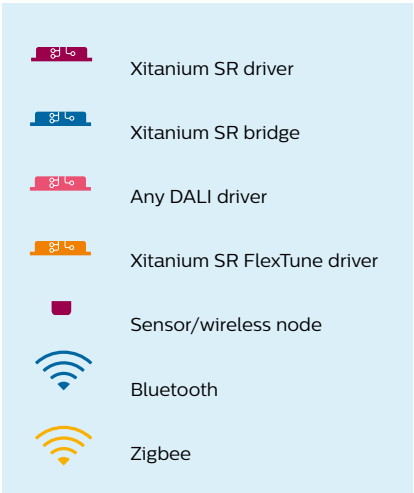 Xitanium SR driver
Xitanium SR bridge
Any DALI driver
Xitanium SR FlexTune driver
Sensor/wireless node
Bluetooth
Zigbee